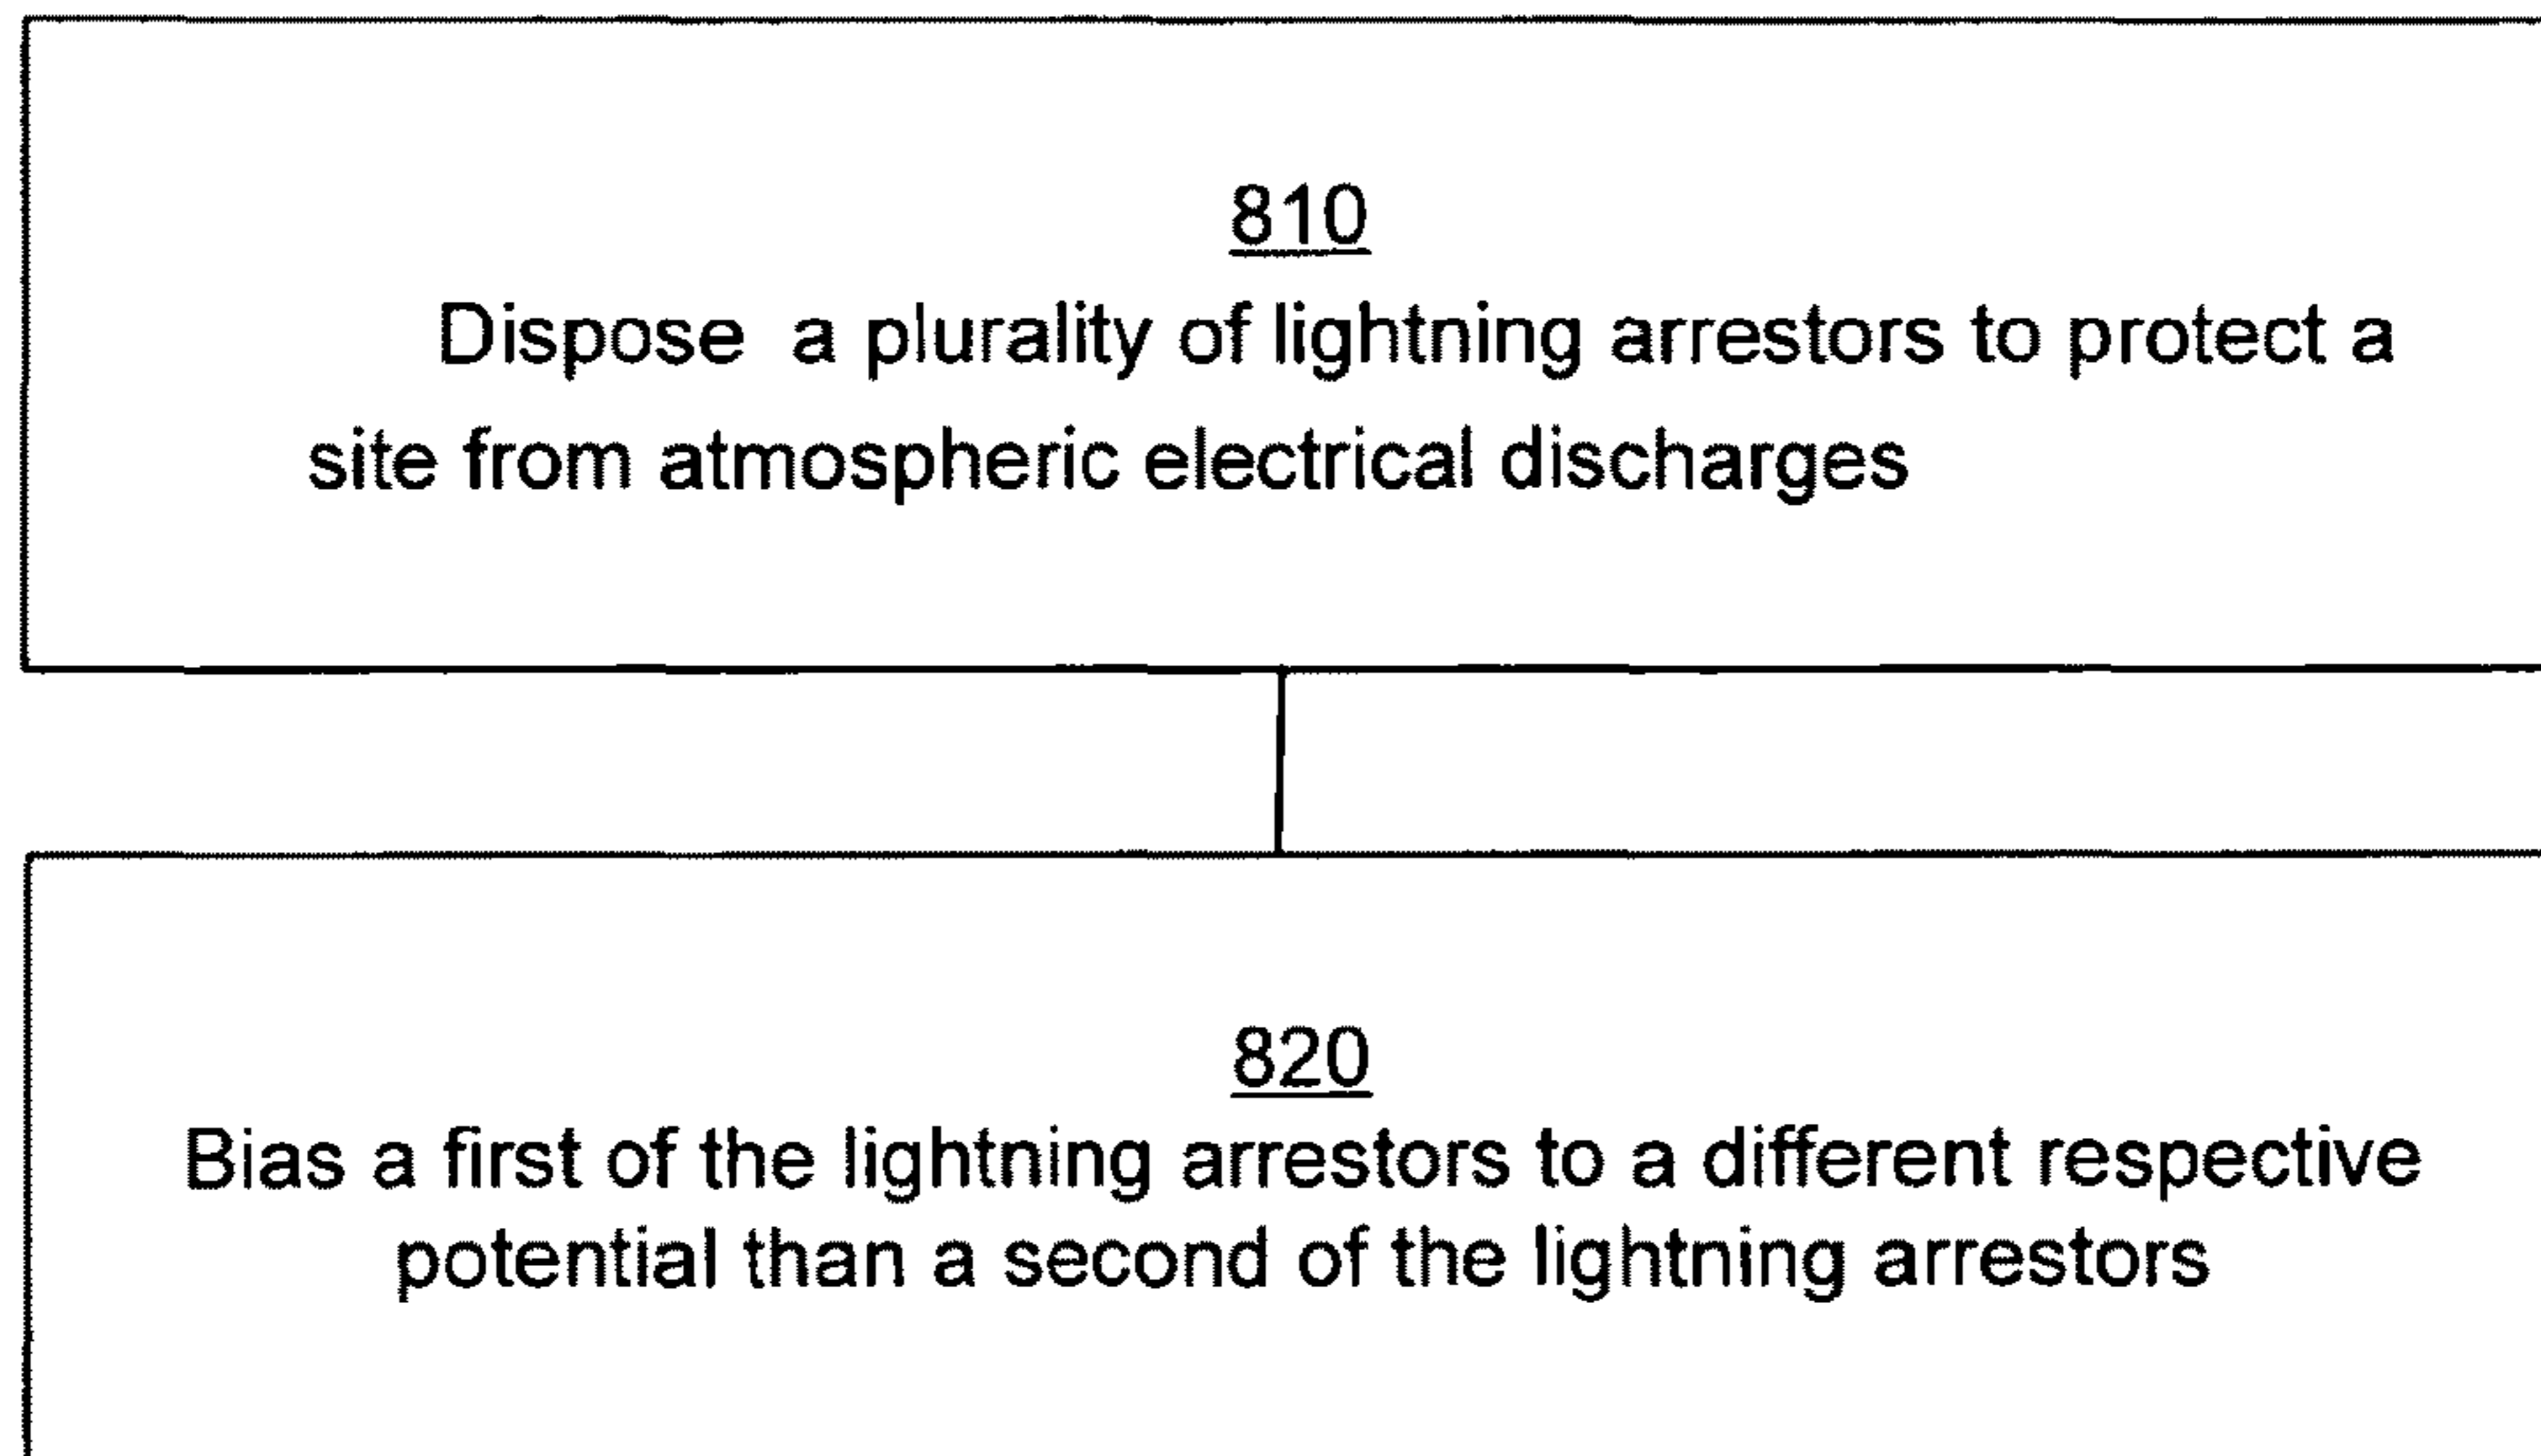 810
Dispose a plurality of lightning arrestors to protect a
site from atmospheric electrical discharges
820
Bias a first of the lightning arrestors to a different respective
potential than a second of the lightning arrestors